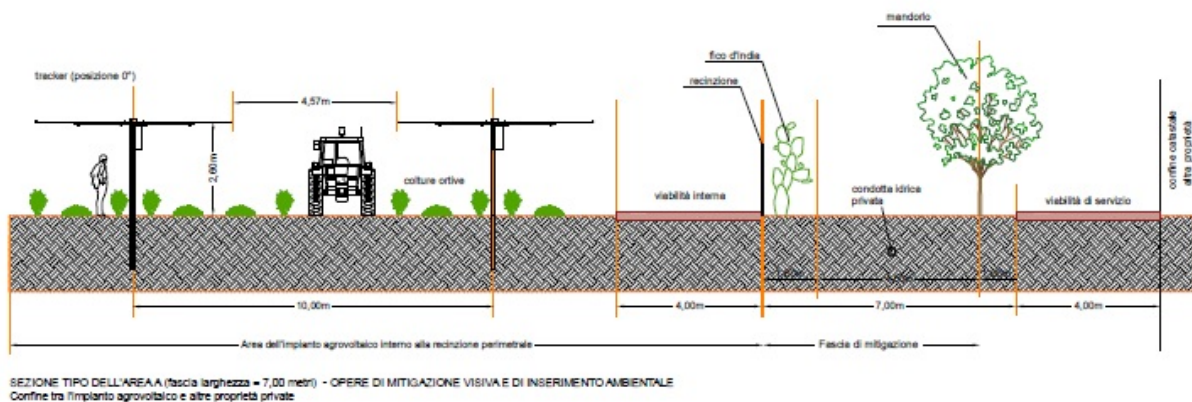 mandorlo
fico d'india
tracker (posizione 0°)
recinzione
4,57m
2,60m
confine catastale
altra proprietà
colture ortive
viabilità interna
condotta idrica
privata
viabilità di servizio
10,00m
4,00m
7,00m
4,00m
Area dell'impianto agrovoltaico interno alla recinzione perimetrale
Fascia di mitigazione
SEZIONE TIPO DELL'AREA A (fascia larghezza = 7,00 metri) - OPERE DI MITIGAZIONE VISIVA E DI INSERIMENTO AMBIENTALE
Confine tra l'impianto agrovoltaico e altre proprietà private